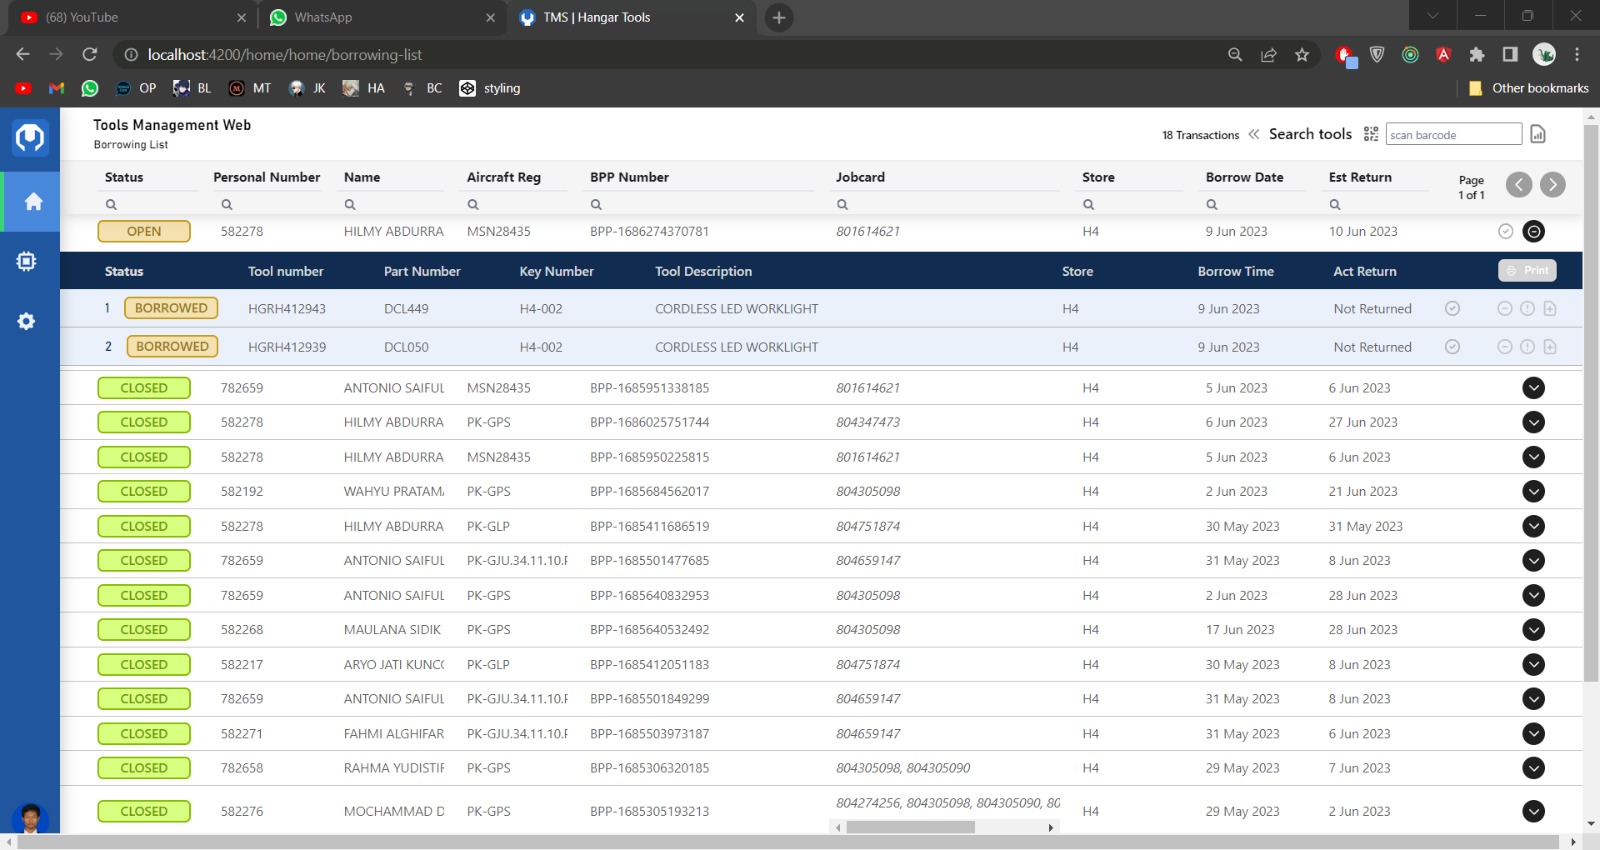 (68) YouTube
WhatsApp
TMS | Hangar Tools
localhost:4200/home/home/borrowing-list
OP BL MT JK HA BC styling Other bookmarks
Tools Management Web
Borrowing List
18 Transactions Search tools scan barcode
Status Personal Number Name Aircraft Reg BPP Number Jobcard Store Borrow Date Est Return
Page
1 of 1
OPEN 582278 HILMY ABDURRA MSN28435 BPP-1686274370781 801614621 H4 9 Jun 2023 10 Jun 2023
Status Tool number Part Number Key Number Tool Description Store Borrow Time Act Return Print
1 BORROWED HGRH412943 DCL449 H4-002 CORDLESS LED WORKLIGHT H4 9 Jun 2023 Not Returned
2 BORROWED HGRH412939 DCL050 H4-002 CORDLESS LED WORKLIGHT H4 9 Jun 2023 Not Returned
CLOSED 782659 ANTONIO SAIFUL MSN28435 BPP-1685951338185 801614621 H4 5 Jun 2023 6 Jun 2023
CLOSED 582278 HILMY ABDURRA PK-GPS BPP-1686025751744 804347473 H4 6 Jun 2023 27 Jun 2023
CLOSED 582278 HILMY ABDURRA MSN28435 BPP-1685950225815 801614621 H4 5 Jun 2023 6 Jun 2023
CLOSED 582192 WAHYU PRATAMA PK-GPS BPP-1685684562017 804305098 H4 2 Jun 2023 21 Jun 2023
CLOSED 582278 HILMY ABDURRA PK-GLP BPP-1685411686519 804751874 H4 30 May 2023 31 May 2023
CLOSED 782659 ANTONIO SAIFUL PK-GJU.34.11.10.F BPP-1685501477685 804659147 H4 31 May 2023 8 Jun 2023
CLOSED 782659 ANTONIO SAIFUL PK-GPS BPP-1685640832953 804305098 H4 2 Jun 2023 28 Jun 2023
CLOSED 582268 MAULANA SIDIK PK-GPS BPP-1685640532492 804305098 H4 17 Jun 2023 28 Jun 2023
CLOSED 582217 ARYO JATI KUNCO PK-GLP BPP-1685412051183 804751874 H4 30 May 2023 8 Jun 2023
CLOSED 782659 ANTONIO SAIFUL PK-GJU.34.11.10.F BPP-1685501849299 804659147 H4 31 May 2023 8 Jun 2023
CLOSED 582271 FAHMI ALGHIFAR PK-GJU.34.11.10.F BPP-1685503973187 804659147 H4 31 May 2023 6 Jun 2023
CLOSED 782658 RAHMA YUDISTIF PK-GPS BPP-1685306320185 804305098, 804305090 H4 29 May 2023 7 Jun 2023
CLOSED 582276 MOCHAMMAD D PK-GPS BPP-1685305193213 804274256, 804305098, 804305090, 80 H4 29 May 2023 2 Jun 2023